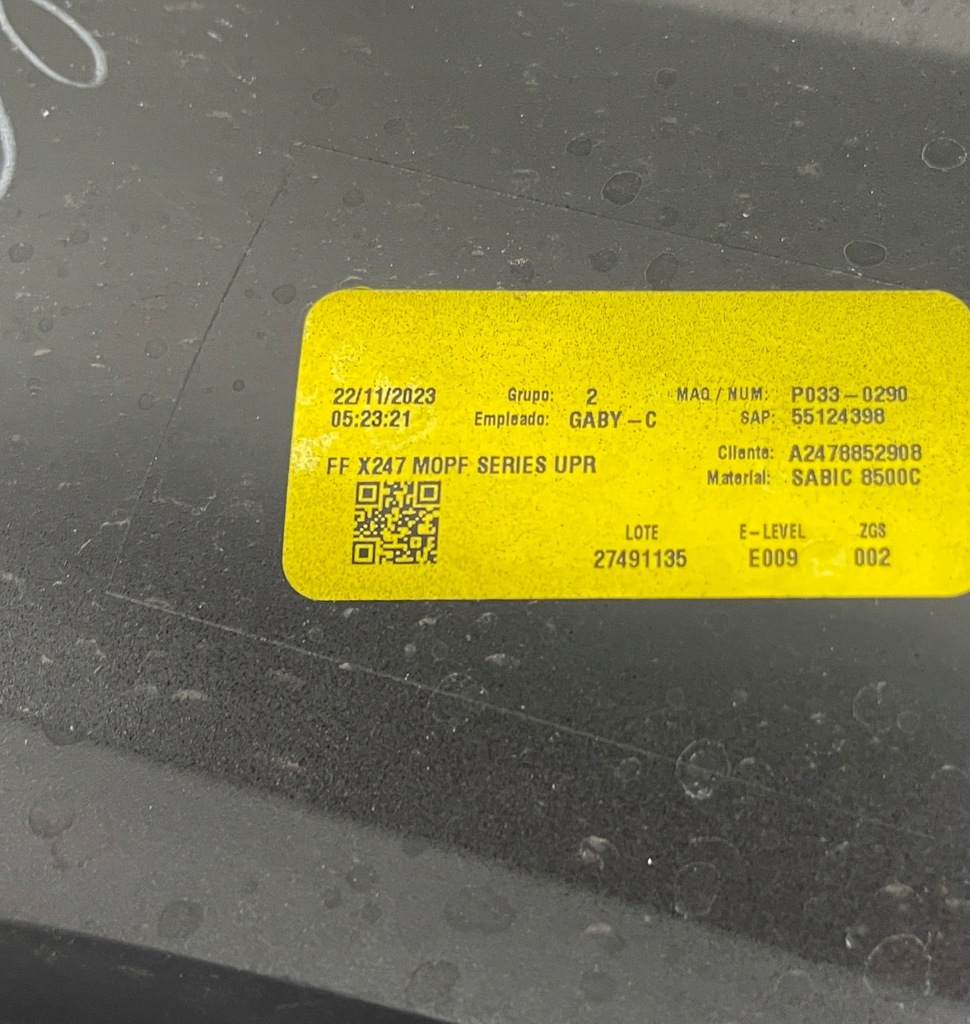 22/11/2023 Grupo: 2 MAQ / NUM: P033-0290
05:23:21 Empleado: GABY-C SAP: 55124398
Cliente: A2478852908
FF X247 MOPF SERIES UPR Material: SABIC 8500C
LOTE E-LEVEL ZGS
27491135 E009 002